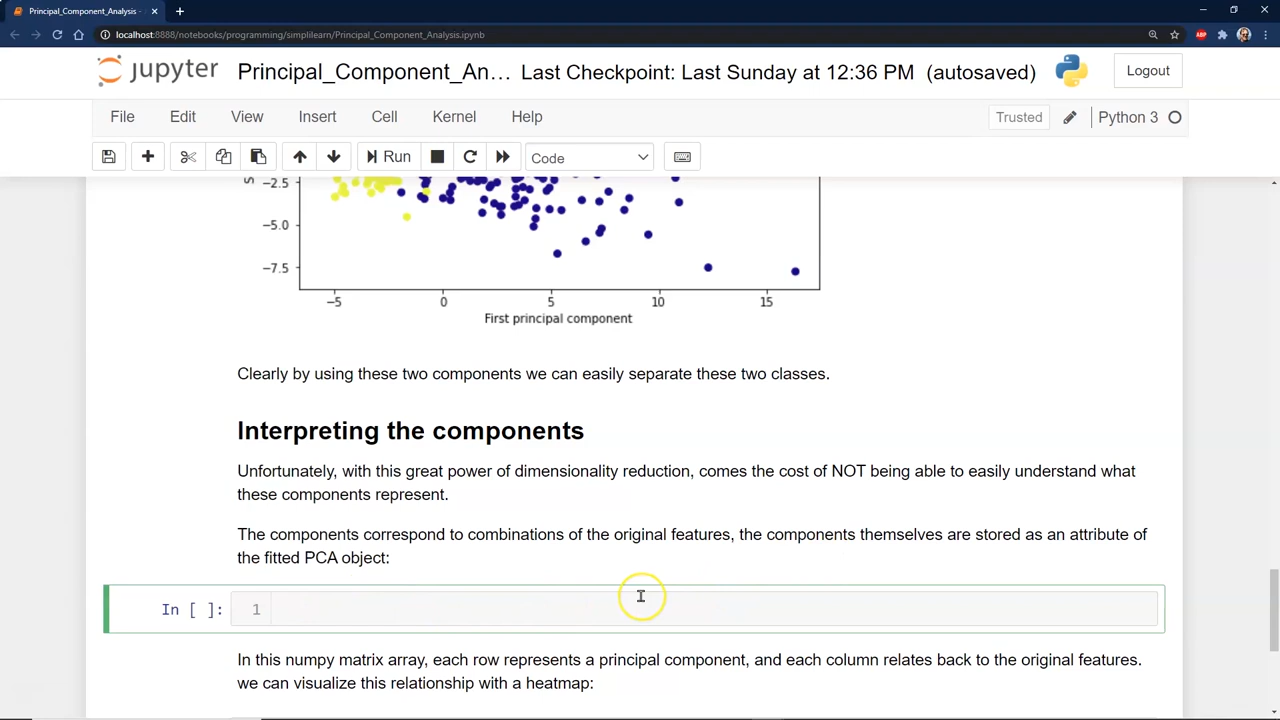 Principal_Component_Analysis -
localhost:8888/notebooks/programming/simplilearn/Principal_Component_Analysis.ipynb
ABP
jupyter
Principal_Component_An... Last Checkpoint: Last Sunday at 12:36 PM (autosaved)
Logout
File Edit View Insert Cell Kernel Help
Trusted
Python 3
Run
Code
S
−2.5
−5.0
−7.5
−5 0 5 10 15
First principal component
Clearly by using these two components we can easily separate these two classes.
Interpreting the components
Unfortunately, with this great power of dimensionality reduction, comes the cost of NOT being able to easily understand what
these components represent.
The components correspond to combinations of the original features, the components themselves are stored as an attribute of
the fitted PCA object:
In [ ]: 1
In this numpy matrix array, each row represents a principal component, and each column relates back to the original features.
we can visualize this relationship with a heatmap: